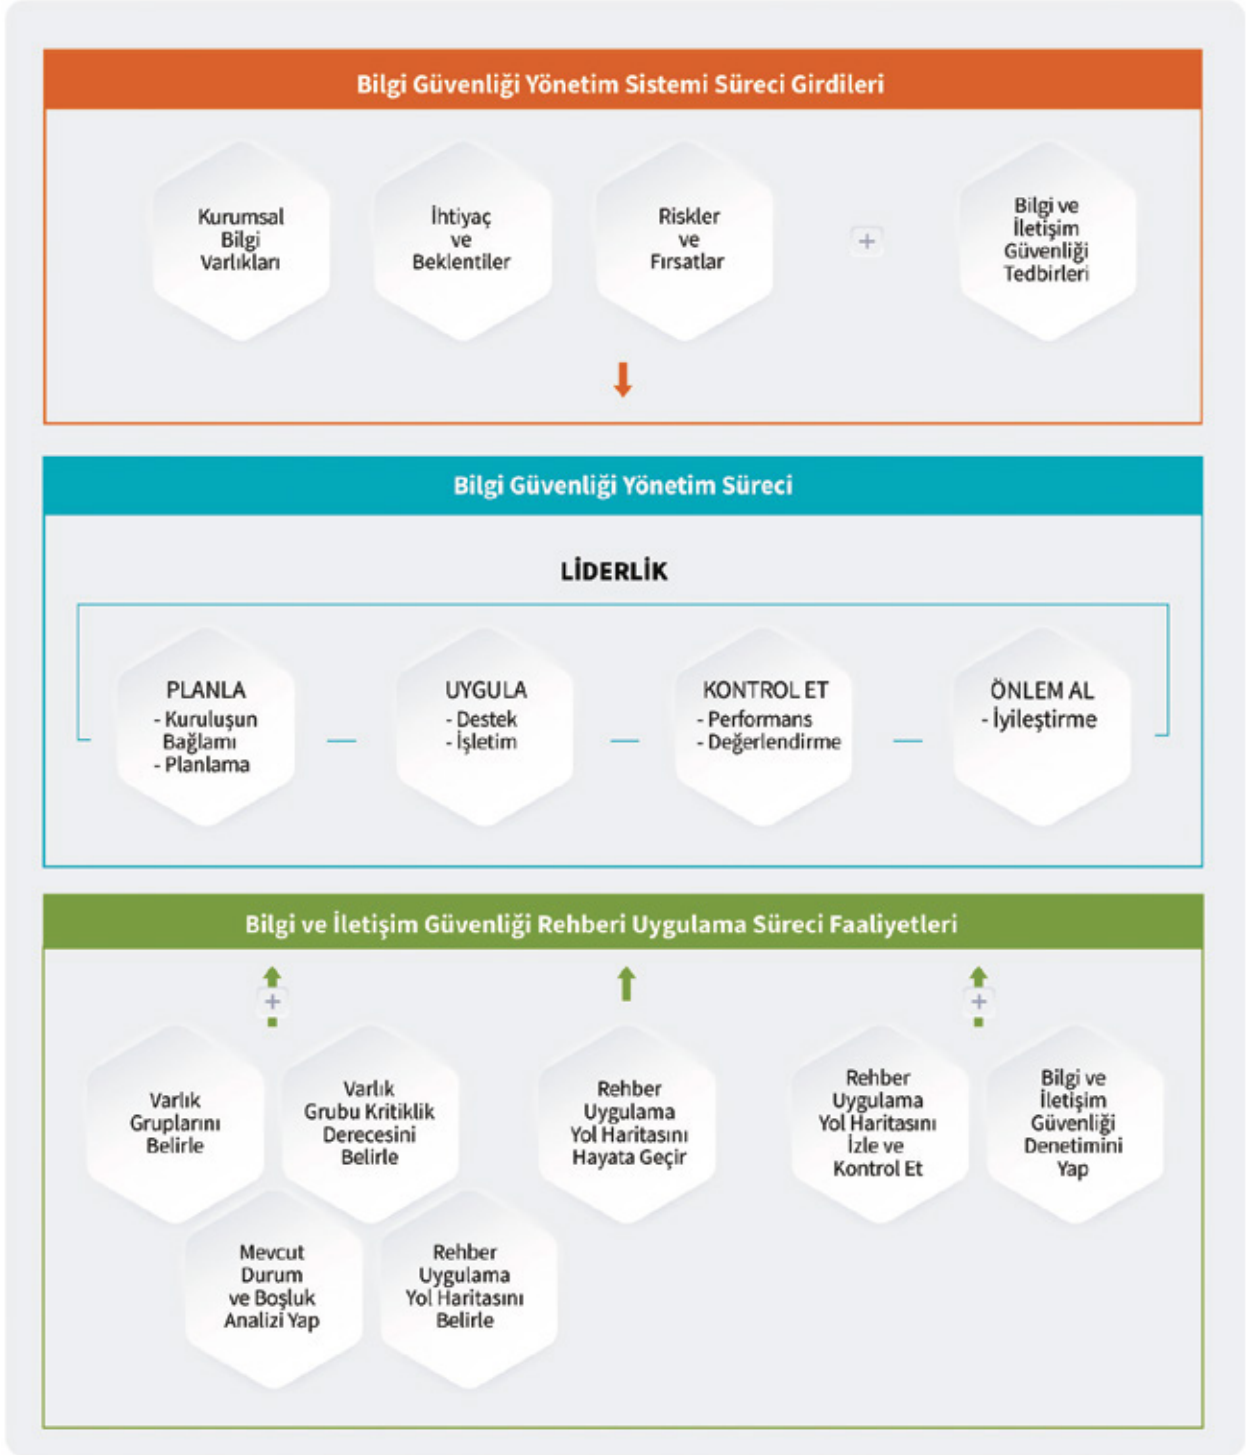 Bilgi Güvenliği Yönetim Sistemi Süreci Girdileri
Kurumsal
Bilgi
Varlıkları
İhtiyaç
ve
Beklentiler
Riskler
ve
Fırsatlar
+
Bilgi ve
İletişim
Güvenliği
Tedbirleri
Bilgi Güvenliği Yönetim Süreci
LİDERLİK
PLANLA
- Kuruluşun
Bağlamı
- Planlama
UYGULA
- Destek
- İşletim
KONTROL ET
- Performans
- Değerlendirme
ÖNLEM AL
- İyileştirme
Bilgi ve İletişim Güvenliği Rehberi Uygulama Süreci Faaliyetleri
+
+
Varlık
Gruplarını
Belirle
Varlık
Grubu Kritiklik
Derecesini
Belirle
Mevcut
Durum
ve Boşluk
Analizi Yap
Rehber
Uygulama
Yol Haritasını
Belirle
Rehber
Uygulama
Yol Haritasını
Hayata Geçir
Rehber
Uygulama
Yol Haritasını
İzle ve
Kontrol Et
Bilgi ve
İletişim
Güvenliği
Denetimini
Yap